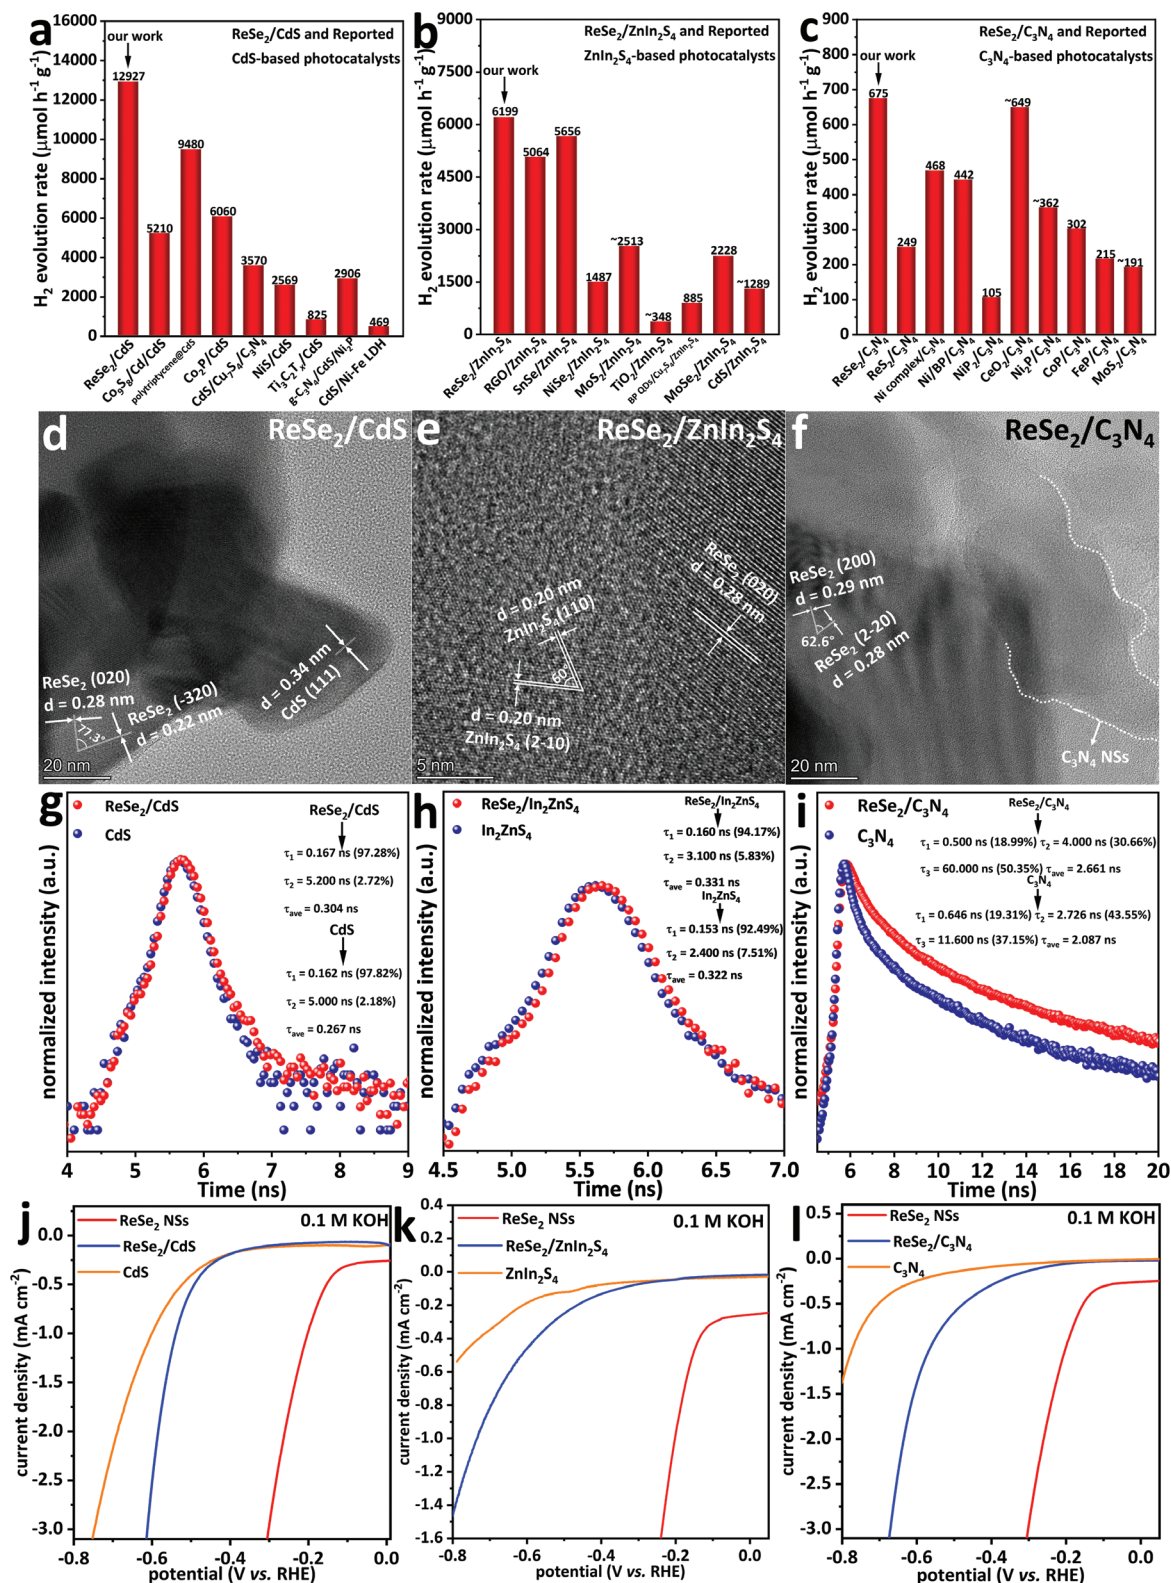 a
ReSe₂/CdS and Reported
CdS-based photocatalysts
our work
12927
5210
9480
6060
3570
2569
825
2906
469
H₂ evolution rate (μmol h⁻¹ g⁻¹)
16000
14000
12000
10000
8000
6000
4000
2000
0
ReSe₂/CdS
Co₉S₈/Cd/CdS
polytriptycene@CdS
Co₂P/CdS
CdS/Cu₇S₄/C₃N₄
NiS/CdS
Ti₃C₂Tₓ/CdS
g-C₃N₄/CdS/Ni₂P
CdS/Ni-Fe LDH
b
ReSe₂/ZnIn₂S₄ and Reported
ZnIn₂S₄-based photocatalysts
our work
6199
5064
5656
1487
~2513
~348
885
2228
~1289
H₂ evolution rate (μmol h⁻¹ g⁻¹)
9000
7500
6000
4500
3000
1500
0
ReSe₂/ZnIn₂S₄
RGO/ZnIn₂S₄
SnSe/ZnIn₂S₄
NiSe₂/ZnIn₂S₄
MoS₂/ZnIn₂S₄
TiO₂/ZnIn₂S₄
BP QDs/Cu₇S₄/ZnIn₂S₄
MoSe₂/ZnIn₂S₄
CdS/ZnIn₂S₄
c
ReSe₂/C₃N₄ and Reported
C₃N₄-based photocatalysts
our work
675
249
468
442
105
~649
~362
302
215
~191
H₂ evolution rate (μmol h⁻¹ g⁻¹)
900
800
700
600
500
400
300
200
100
0
ReSe₂/C₃N₄
ReS₂/C₃N₄
Ni complex/C₃N₄
Ni/BP/C₃N₄
NiP₂/C₃N₄
CeO₂/C₃N₄
Ni₂P/C₃N₄
CoP/C₃N₄
FeP/C₃N₄
MoS₂/C₃N₄
d
ReSe₂/CdS
ReSe₂ (020)
d = 0.28 nm
77.3°
ReSe₂ (-320)
d = 0.22 nm
d = 0.34 nm
CdS (111)
20 nm
e
ReSe₂/ZnIn₂S₄
ReSe₂ (020)
d = 0.28 nm
d = 0.20 nm
ZnIn₂S₄ (110)
60°
d = 0.20 nm
ZnIn₂S₄ (2-10)
5 nm
f
ReSe₂/C₃N₄
ReSe₂ (200)
d = 0.29 nm
62.6°
ReSe₂ (2-20)
d = 0.28 nm
C₃N₄ NSs
20 nm
g
ReSe₂/CdS
CdS
ReSe₂/CdS
τ₁ = 0.167 ns (97.28%)
τ₂ = 5.200 ns (2.72%)
τave = 0.304 ns
CdS
τ₁ = 0.162 ns (97.82%)
τ₂ = 5.000 ns (2.18%)
τave = 0.267 ns
normalized intensity (a.u.)
4 5 6 7 8 9
Time (ns)
h
ReSe₂/In₂ZnS₄
In₂ZnS₄
ReSe₂/In₂ZnS₄
τ₁ = 0.160 ns (94.17%)
τ₂ = 3.100 ns (5.83%)
τave = 0.331 ns
In₂ZnS₄
τ₁ = 0.153 ns (92.49%)
τ₂ = 2.400 ns (7.51%)
τave = 0.322 ns
normalized intensity (a.u.)
4.5 5.0 5.5 6.0 6.5 7.0
Time (ns)
i
ReSe₂/C₃N₄
C₃N₄
ReSe₂/C₃N₄
τ₁ = 0.500 ns (18.99%) τ₂ = 4.000 ns (30.66%)
τ₃ = 60.000 ns (50.35%) τave = 2.661 ns
C₃N₄
τ₁ = 0.646 ns (19.31%) τ₂ = 2.726 ns (43.55%)
τ₃ = 11.600 ns (37.15%) τave = 2.087 ns
normalized intensity (a.u.)
6 8 10 12 14 16 18 20
Time (ns)
j
ReSe₂ NSs
ReSe₂/CdS
CdS
0.1 M KOH
current density (mA cm⁻²)
0.0
-0.5
-1.0
-1.5
-2.0
-2.5
-3.0
-0.8 -0.6 -0.4 -0.2 0.0
potential (V vs. RHE)
k
ReSe₂ NSs
ReSe₂/ZnIn₂S₄
ZnIn₂S₄
0.1 M KOH
current density (mA cm⁻²)
0.4
0.2
0.0
-0.2
-0.4
-0.6
-0.8
-1.0
-1.2
-1.4
-1.6
-0.8 -0.6 -0.4 -0.2 0.0
potential (V vs. RHE)
l
ReSe₂ NSs
ReSe₂/C₃N₄
C₃N₄
0.1 M KOH
current density (mA cm⁻²)
0.5
0.0
-0.5
-1.0
-1.5
-2.0
-2.5
-3.0
-0.8 -0.6 -0.4 -0.2 0.0
potential (V vs. RHE)